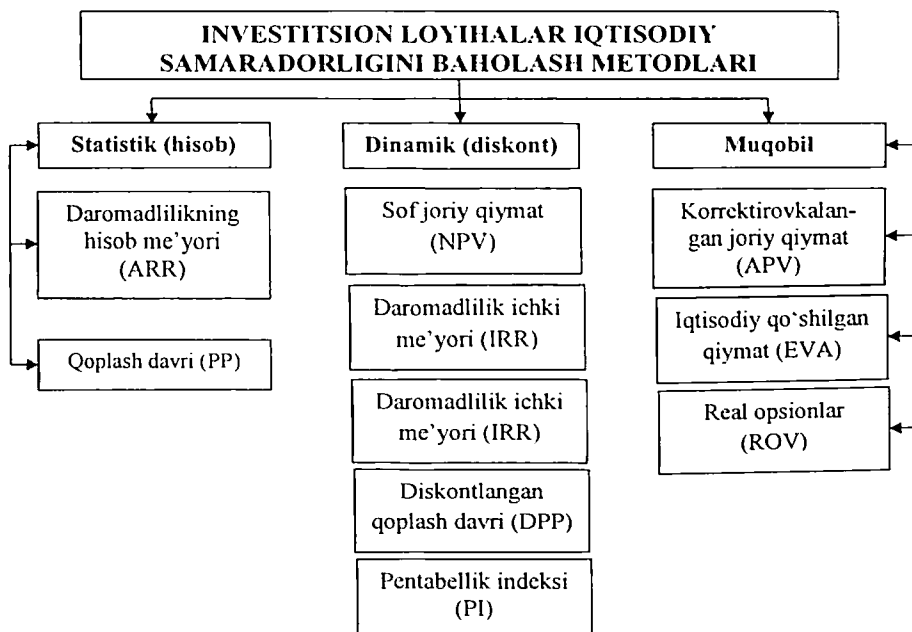 INVESTITSION LOYIHALAR IQTISODIY
SAMARADORLIGINI BAHOLASH METODLARI
Statistik (hisob)
Daromadlilikning
hisob me’yori
(ARR)
Qoplash davri (PP)
Dinamik (diskont)
Sof joriy qiymat
(NPV)
Daromadlilik ichki
me’yori (IRR)
Daromadlilik ichki
me’yori (IRR)
Diskontlangan
qoplash davri (DPP)
Pentabellik indeksi
(PI)
Muqobil
Korrektirovkalan-
gan joriy qiymat
(APV)
Iqtisodiy qo‘shilgan
qiymat (EVA)
Real opsionlar
(ROV)